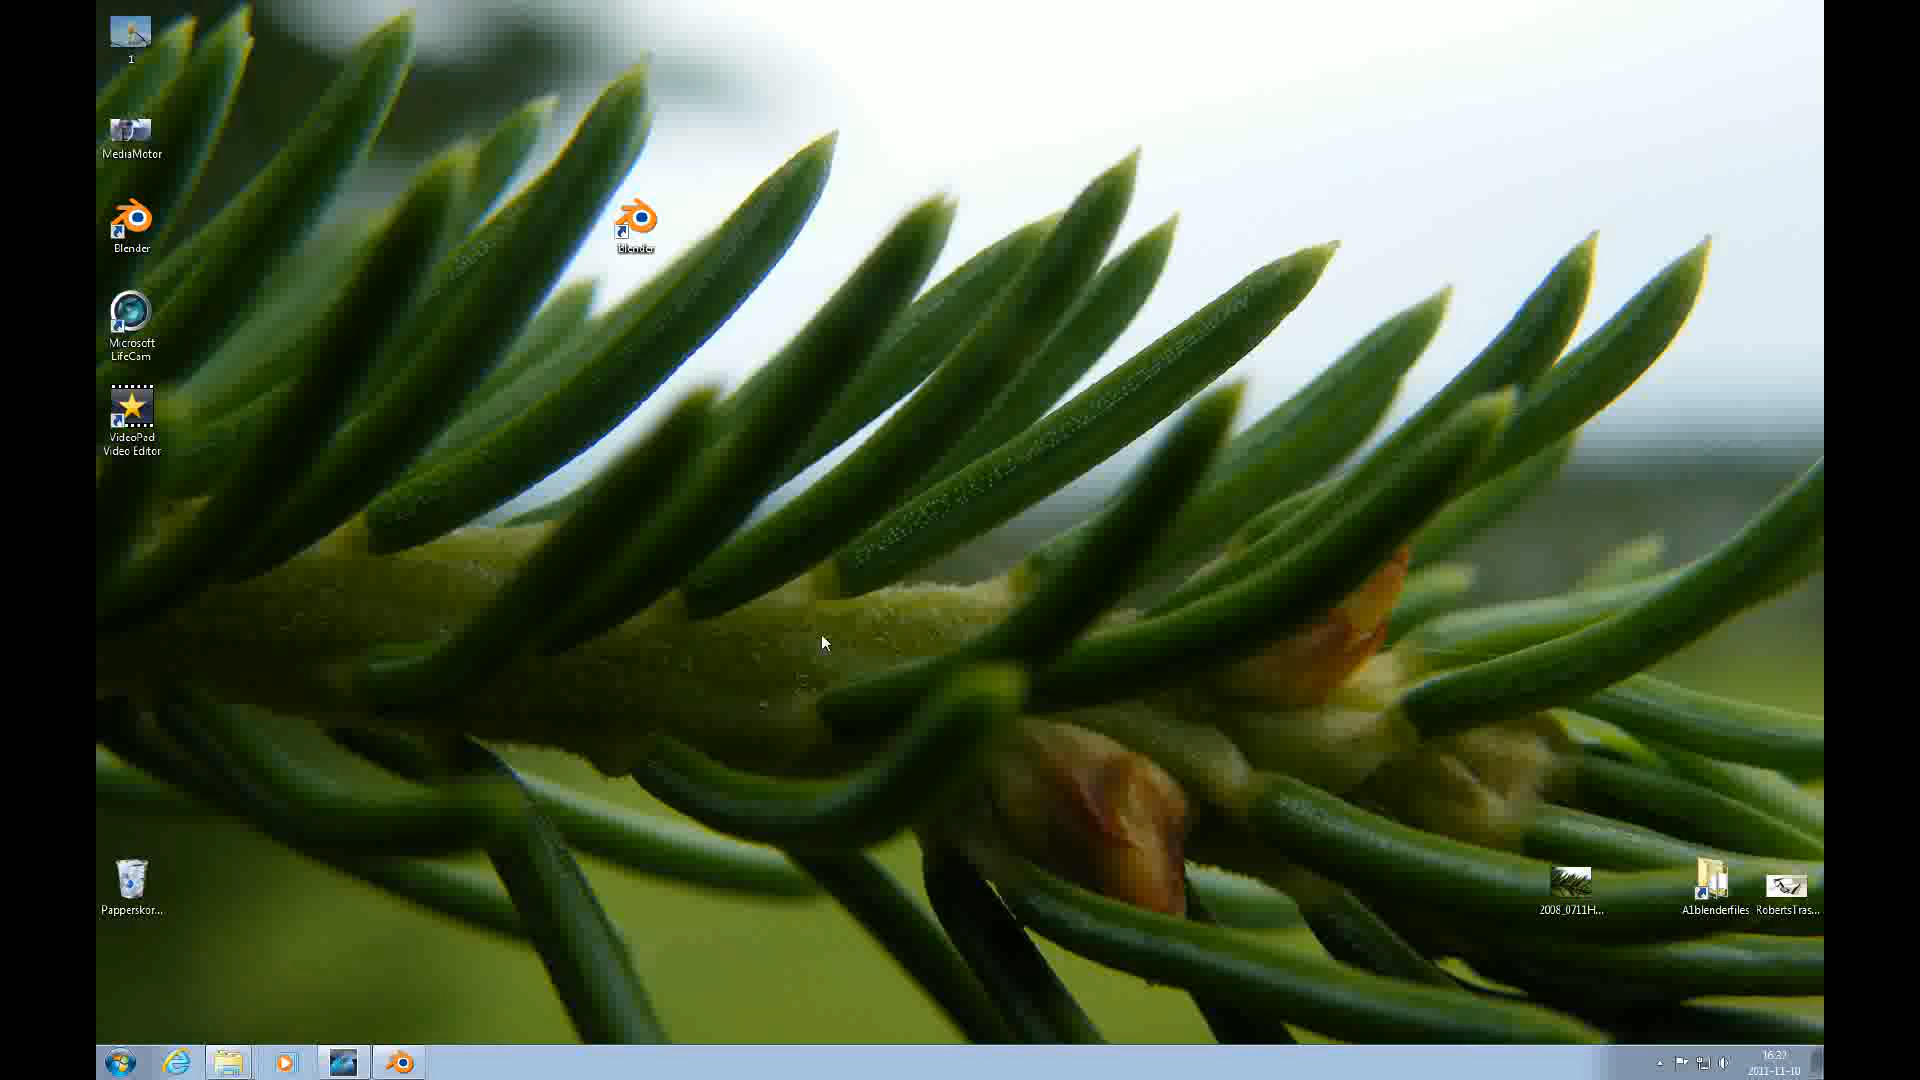 1
MediaMotor
Blender
Blender
Microsoft
LifeCam
VideoPad
Video Editor
Papperskor...
2008_0711H...
A1blenderfiles
RobertsTras...
16:32
2011-11-10